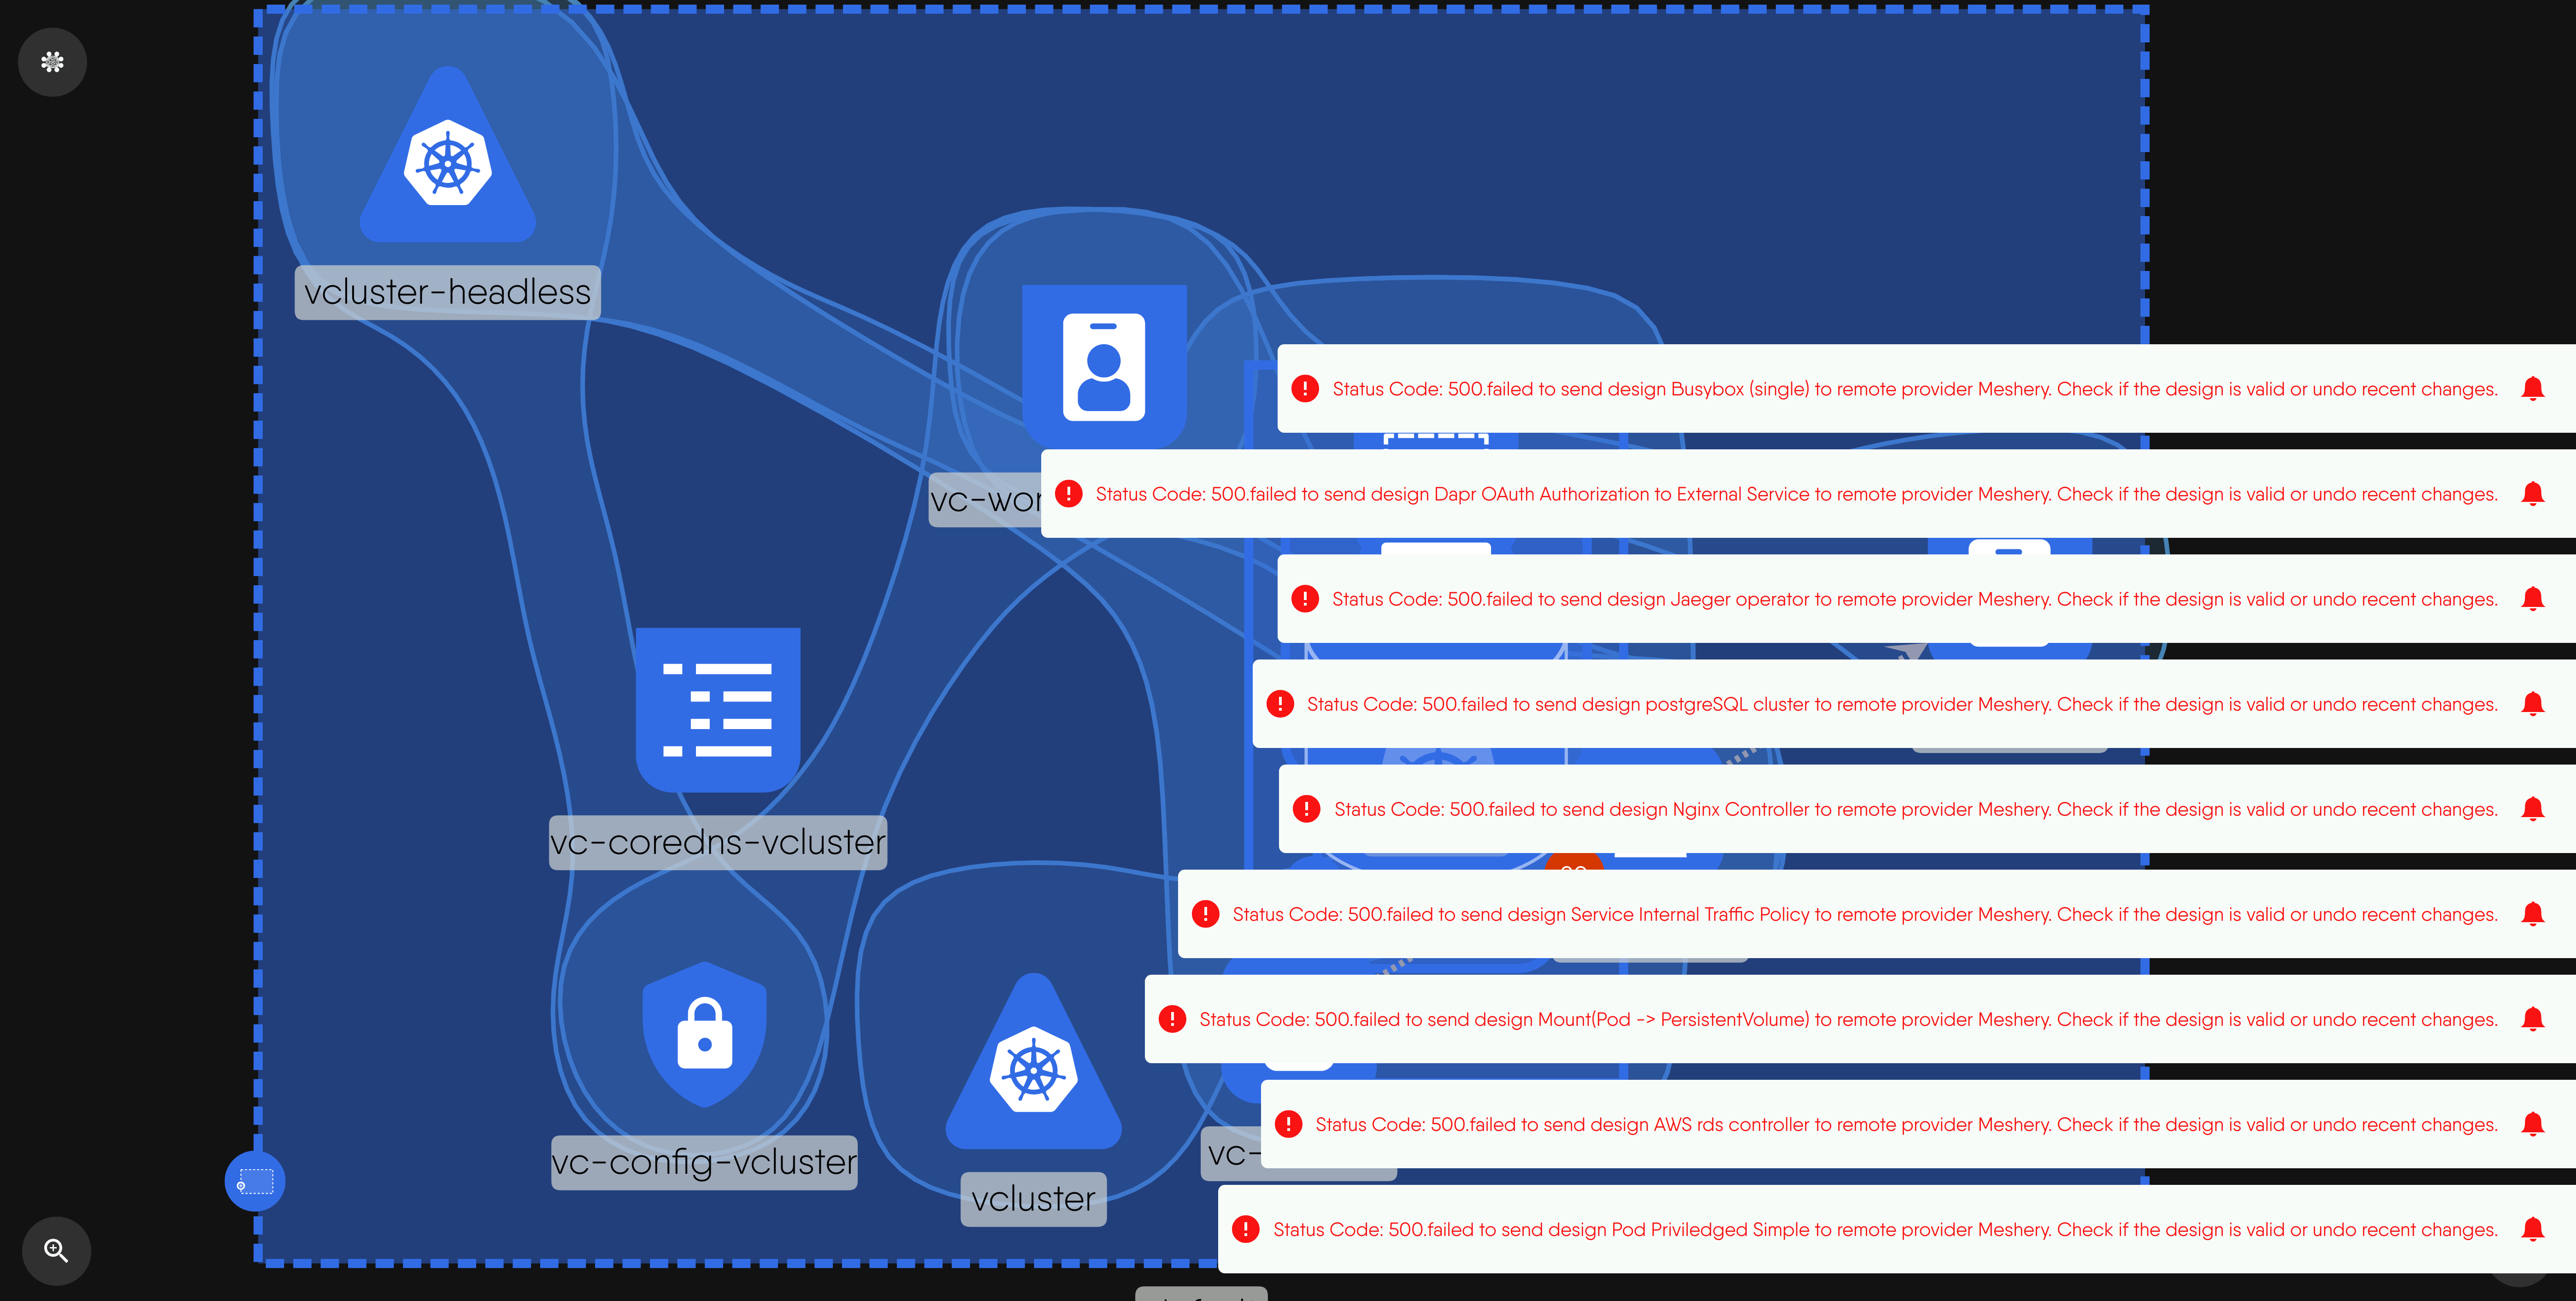 vcluster-headless
Status Code: 500.failed to send design Busybox (single) to remote provider Meshery. Check if the design is valid or undo recent changes.
vc-wor
Status Code: 500.failed to send design Dapr OAuth Authorization to External Service to remote provider Meshery. Check if the design is valid or undo recent changes.
Status Code: 500.failed to send design Jaeger operator to remote provider Meshery. Check if the design is valid or undo recent changes.
Status Code: 500.failed to send design postgreSQL cluster to remote provider Meshery. Check if the design is valid or undo recent changes.
Status Code: 500.failed to send design Nginx Controller to remote provider Meshery. Check if the design is valid or undo recent changes.
vc-coredns-vcluster
Status Code: 500.failed to send design Service Internal Traffic Policy to remote provider Meshery. Check if the design is valid or undo recent changes.
Status Code: 500.failed to send design Mount(Pod -> PersistentVolume) to remote provider Meshery. Check if the design is valid or undo recent changes.
Status Code: 500.failed to send design AWS rds controller to remote provider Meshery. Check if the design is valid or undo recent changes.
vc-config-vcluster
vc-
vcluster
Status Code: 500.failed to send design Pod Priviledged Simple to remote provider Meshery. Check if the design is valid or undo recent changes.